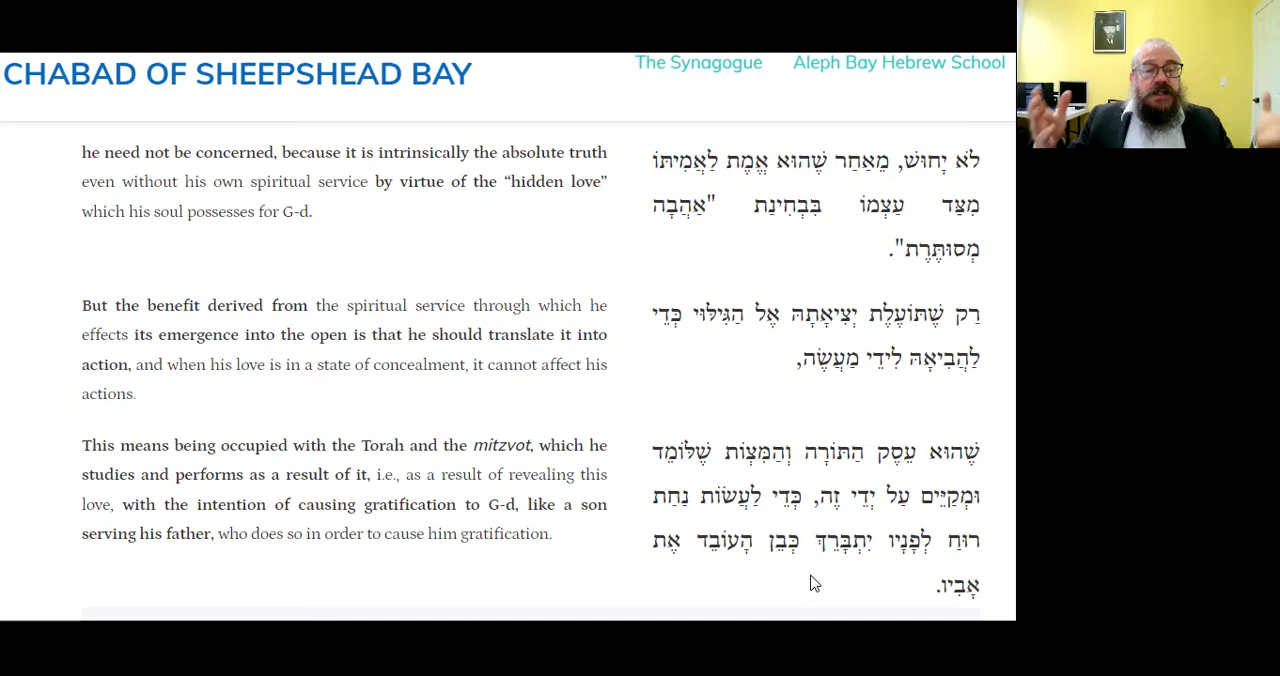 CHABAD OF SHEEPSHEAD BAY
The Synagogue
Aleph Bay Hebrew School
he need not be concerned, because it is intrinsically the absolute truth
even without his own spiritual service by virtue of the “hidden love”
which his soul possesses for G-d.
לֹא יָחוּשׁ, מֵאַחַר שֶׁהוּא אֱמֶת לַאֲמִיתּוֹ
מִצַּד עַצְמוֹ בִּבְחִינַת "אַהֲבָה
מְסוּתֶּרֶת".
But the benefit derived from the spiritual service through which he
effects its emergence into the open is that he should translate it into
action, and when his love is in a state of concealment, it cannot affect his
actions.
רַק שֶׁתּוֹעֶלֶת יְצִיאָתָהּ אֶל הַגִּילּוּי כְּדֵי
לַהֲבִיאָהּ לִידֵי מַעֲשֶׂה,
This means being occupied with the Torah and the mitzvot, which he
studies and performs as a result of it, i.e., as a result of revealing this
love, with the intention of causing gratification to G-d, like a son
serving his father, who does so in order to cause him gratification.
שֶׁהוּא עֵסֶק הַתּוֹרָה וְהַמִּצְוֹת שֶׁלּוֹמֵד
וּמְקַיֵּים עַל יְדֵי זֶה, כְּדֵי לַעֲשׂוֹת נַחַת
רוּחַ לְפָנָיו יִתְבָּרֵךְ כְּבֵן הָעוֹבֵד אֶת
אָבִיו.